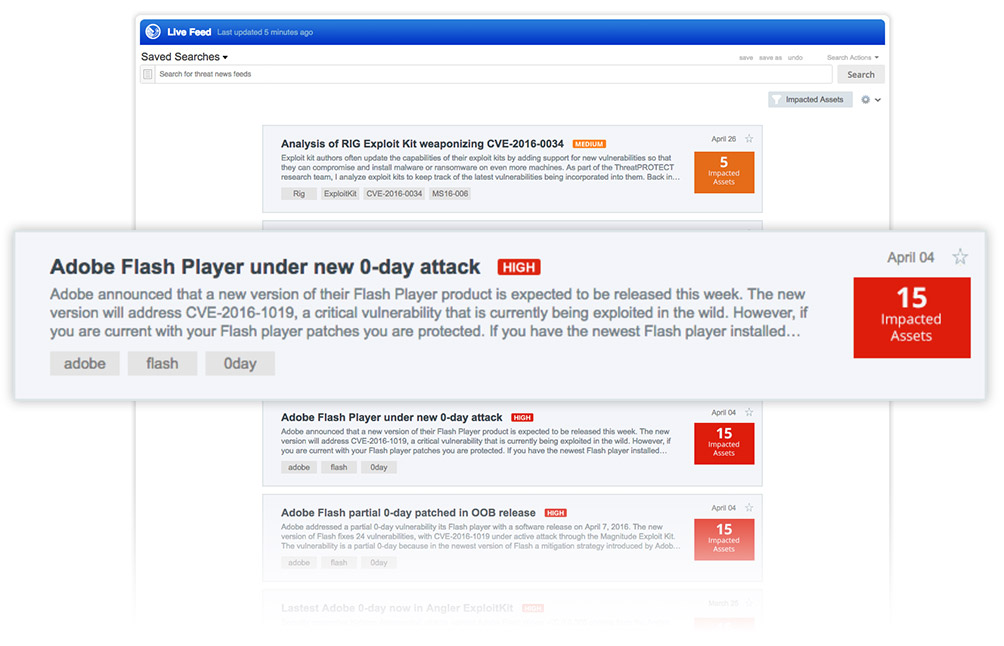 Live Feed Last updated 5 minutes ago
Saved Searches
save save as undo Search Actions
Search for threat news feeds
Search
Impacted Assets
Analysis of RIG Exploit Kit weaponizing CVE-2016-0034 MEDIUM
April 26
Exploit kit authors often update the capabilities of their exploit kits by adding support for new vulnerabilities so that
they can compromise and install malware or ransomware on even more machines. As part of the ThreatPROTECT
research team, I analyze exploit kits to keep track of the latest vulnerabilities being incorporated into them. Back in...
5
Impacted
Assets
Rig ExploitKit CVE-2016-0034 MS16-006
Adobe Flash Player under new 0-day attack HIGH
April 04
Adobe announced that a new version of their Flash Player product is expected to be released this week. The new
version will address CVE-2016-1019, a critical vulnerability that is currently being exploited in the wild. However, if
you are current with your Flash player patches you are protected. If you have the newest Flash player installed...
15
Impacted
Assets
adobe flash 0day
Adobe Flash Player under new 0-day attack HIGH
April 04
Adobe announced that a new version of their Flash Player product is expected to be released this week. The new
version will address CVE-2016-1019, a critical vulnerability that is currently being exploited in the wild. However, if
you are current with your Flash player patches you are protected. If you have the newest Flash player installed...
15
Impacted
Assets
adobe flash 0day
Adobe Flash partial 0-day patched in OOB release HIGH
April 04
Adobe addressed a partial 0-day vulnerability its Flash Player with a software release on April 7, 2016. The new
version of Flash fixes 24 vulnerabilities, with CVE-2016-1019 under active attack through the Magnitude Exploit Kit.
The vulnerability is a partial 0-day because in the newest version of Flash a mitigation strategy introduced by Adob...
15
Impacted
Assets
adobe flash 0day
Lastest Adobe 0-day now in Angler ExploitKit